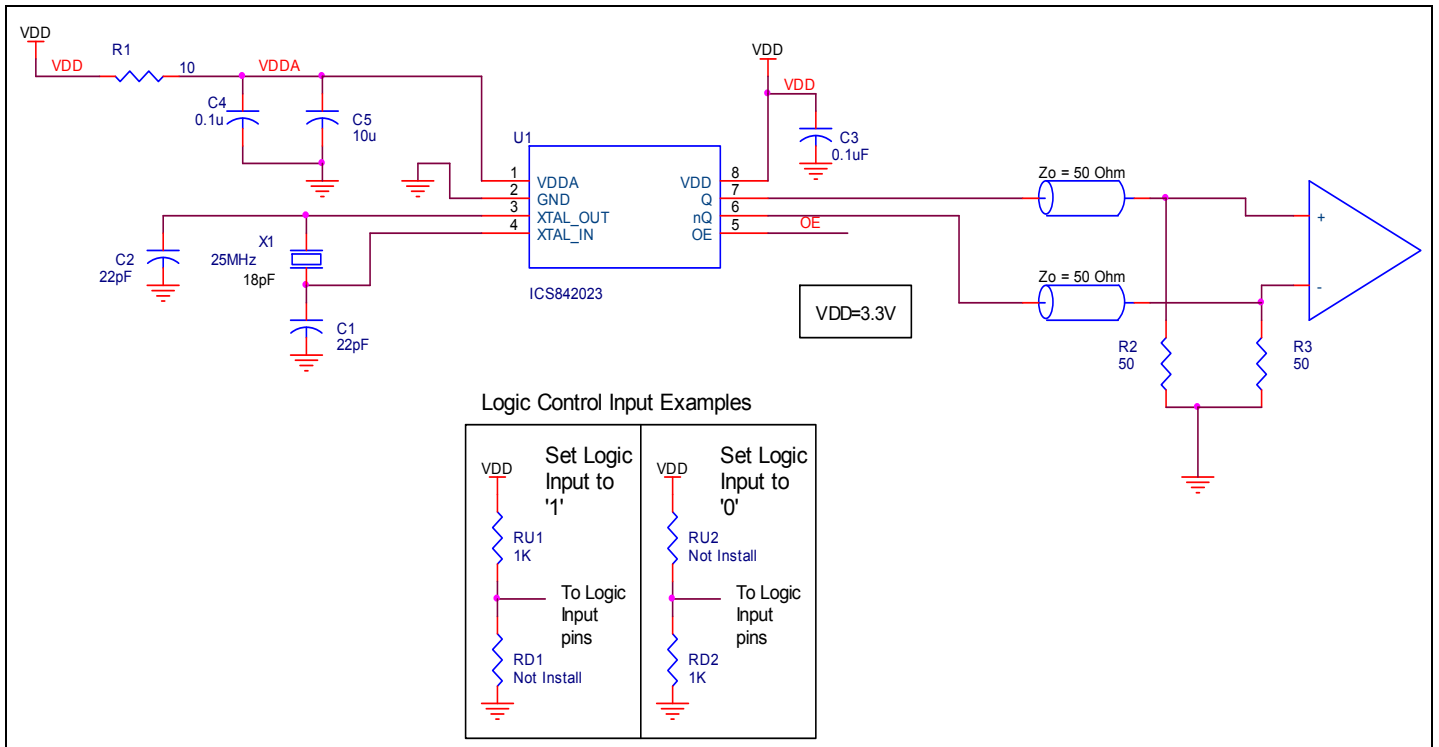 VDD
VDD
R1
10
VDDA
C4
0.1u
C5
10u
VDD
VDD
C3
0.1uF
U1
1
2
3
4
VDDA
GND
XTAL_OUT
XTAL_IN
VDD
Q
nQ
OE
8
7
6
5
OE
ICS842023
C2
22pF
X1
25MHz
18pF
C1
22pF
Zo = 50 Ohm
Zo = 50 Ohm
+
-
VDD=3.3V
R2
50
R3
50
Logic Control Input Examples
Set Logic
Input to
'1'
VDD
RU1
1K
To Logic
Input
pins
RD1
Not Install
Set Logic
Input to
'0'
VDD
RU2
Not Install
To Logic
Input
pins
RD2
1K